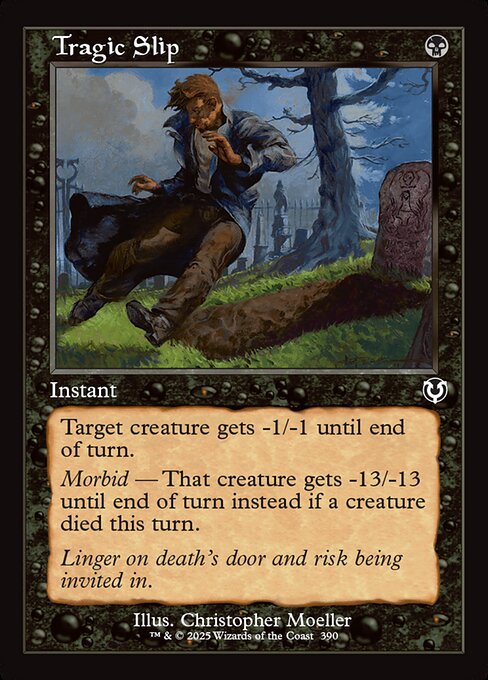 Tragic Slip
Instant
Target creature gets -1/-1 until end
of turn.
Morbid — That creature gets -13/-13
until end of turn instead if a creature
died this turn.
Linger on death's door and risk being
invited in.
Illus. Christopher Moeller
™ & © 2025 Wizards of the Coast 390